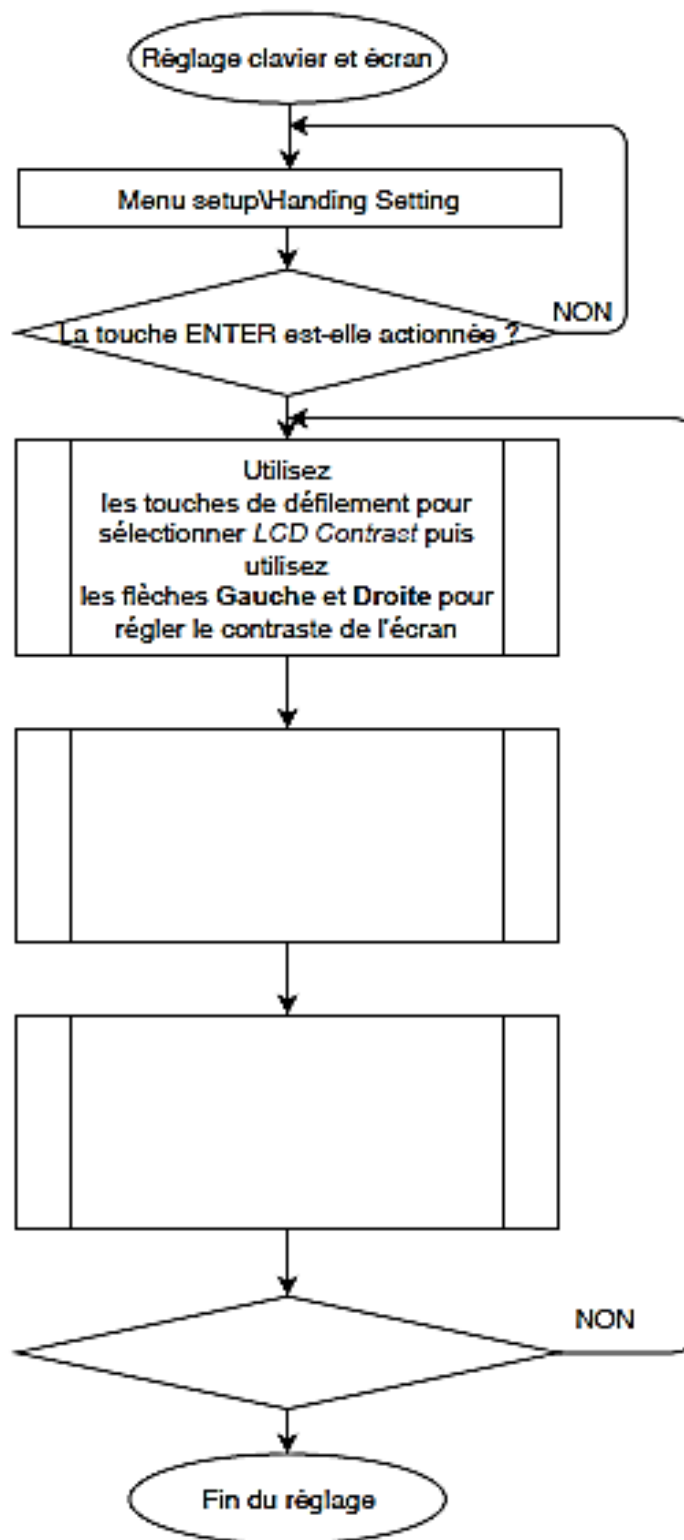 Réglage clavier et écran
Menu setup\Handing Setting
La touche ENTER est-elle actionnée ?
NON
Utilisez
les touches de défilement pour
sélectionner LCD Contrast puis
utilisez
les flèches Gauche et Droite pour
régler le contraste de l'écran
NON
Fin du réglage